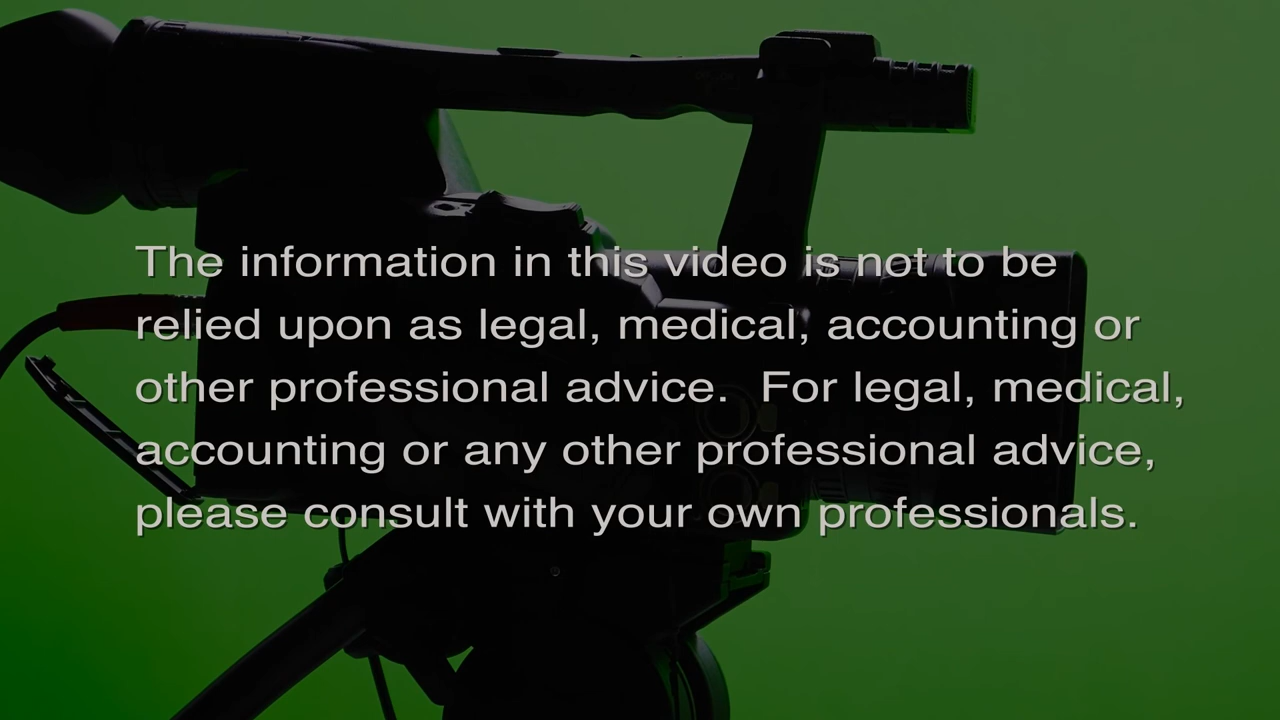 The information in this video is not to be
relied upon as legal, medical, accounting or
other professional advice.  For legal, medical,
accounting or any other professional advice,
please consult with your own professionals.